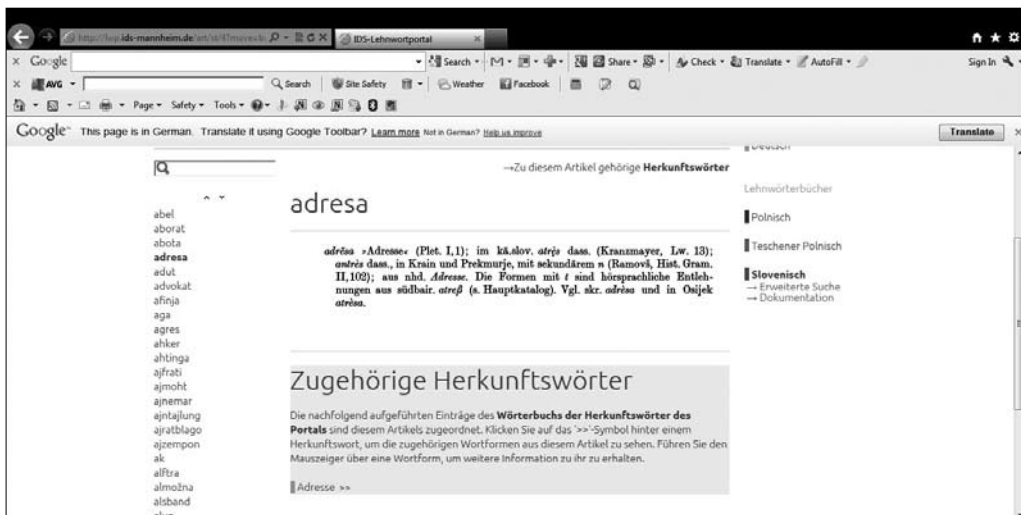 ids-mannheim.de
IDS-Lehnwortportal
Google Search Share Check Translate AutoFill Sign In
AVG Search Site Safety Weather Facebook
Page Safety Tools
Google This page is in German. Translate it using Google Toolbar? Learn more Not in German? Help us improve Translate
→Zu diesem Artikel gehörige Herkunftswörter
adresa
abel
aborat
abota
adresa
adut
advokat
afinja
aga
agres
ahker
ahtinga
ajfrati
ajmoht
ajnemar
ajntajlung
ajratblago
ajzempon
ak
alftra
almožna
alsband
adrẹ̑sa »Adresse« (Plet. I,1); im kä.slov. atrẹ̀s dass. (Kranzmayer, Lw. 13);
antrès dass., in Krain und Prekmurje, mit sekundärem n (Ramovš, Hist. Gram.
II,102); aus nhd. Adresse. Die Formen mit t sind hörsprachliche Entleh-
nungen aus südbair. atreß (s. Hauptkatalog). Vgl. skr. adrèsa und in Osijek
atrèsa.
Zugehörige Herkunftswörter
Die nachfolgend aufgeführten Einträge des Wörterbuchs der Herkunftswörter des
Portals sind diesem Artikels zugeordnet. Klicken Sie auf das '>>'-Symbol hinter einem
Herkunftswort, um die zugehörigen Wortformen aus diesem Artikel zu sehen. Führen Sie den
Mauszeiger über eine Wortform, um weitere Information zu ihr zu erhalten.
Adresse >>
Deutsch
Lehnwörterbücher
Polnisch
Teschener Polnisch
Slovenisch
→ Erweiterte Suche
→ Dokumentation